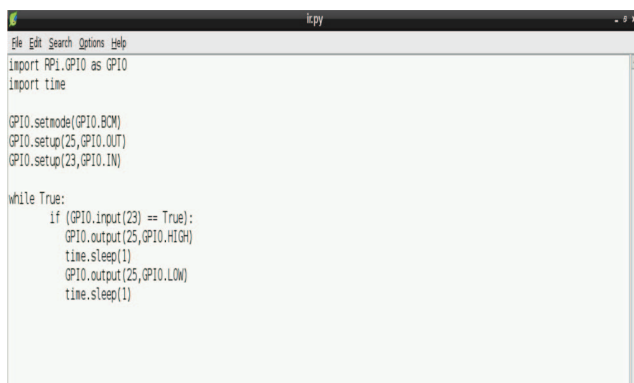 ir.py
File Edit Search Options Help
import RPi.GPIO as GPIO
import time

GPIO.setmode(GPIO.BCM)
GPIO.setup(25,GPIO.OUT)
GPIO.setup(23,GPIO.IN)

while True:
        if (GPIO.input(23) == True):
           GPIO.output(25,GPIO.HIGH)
           time.sleep(1)
           GPIO.output(25,GPIO.LOW)
           time.sleep(1)